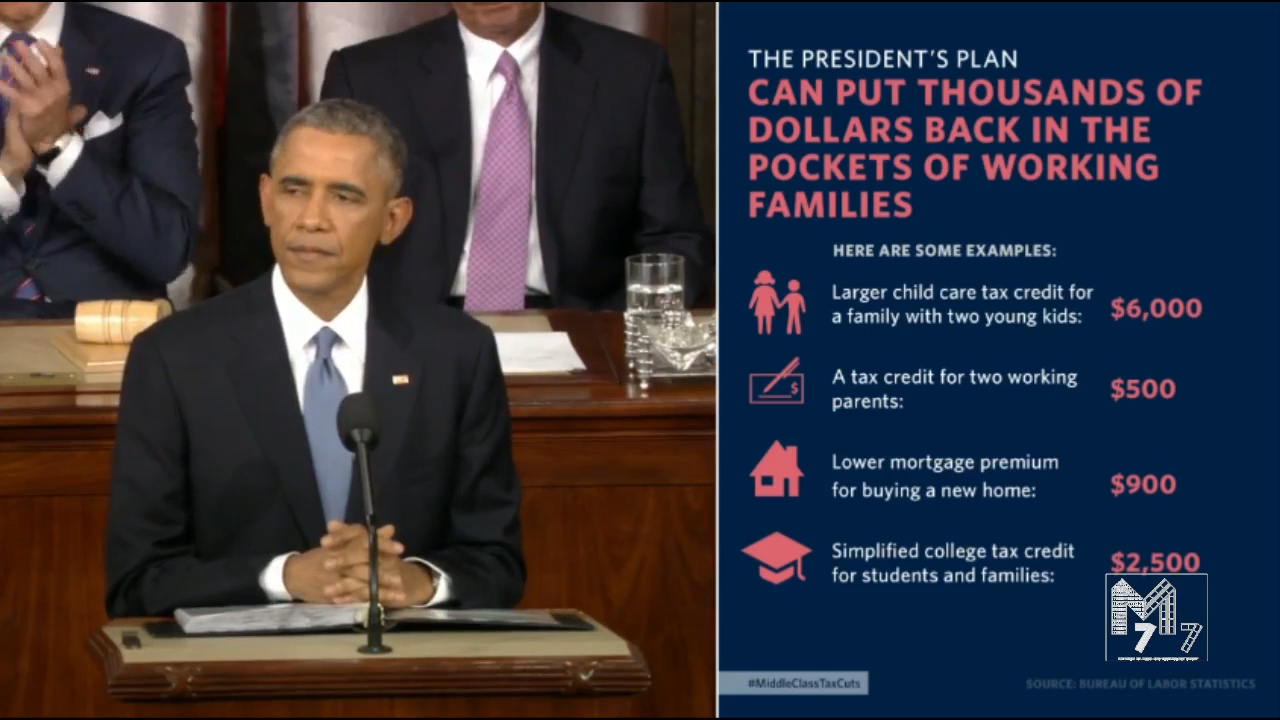 THE PRESIDENT'S PLAN
CAN PUT THOUSANDS OF
DOLLARS BACK IN THE
POCKETS OF WORKING
FAMILIES
HERE ARE SOME EXAMPLES:
Larger child care tax credit for
a family with two young kids:
$6,000
A tax credit for two working
parents:
$500
Lower mortgage premium
for buying a new home:
$900
Simplified college tax credit
for students and families:
$2,500
M77
#MiddleClassTaxCuts
SOURCE: BUREAU OF LABOR STATISTICS